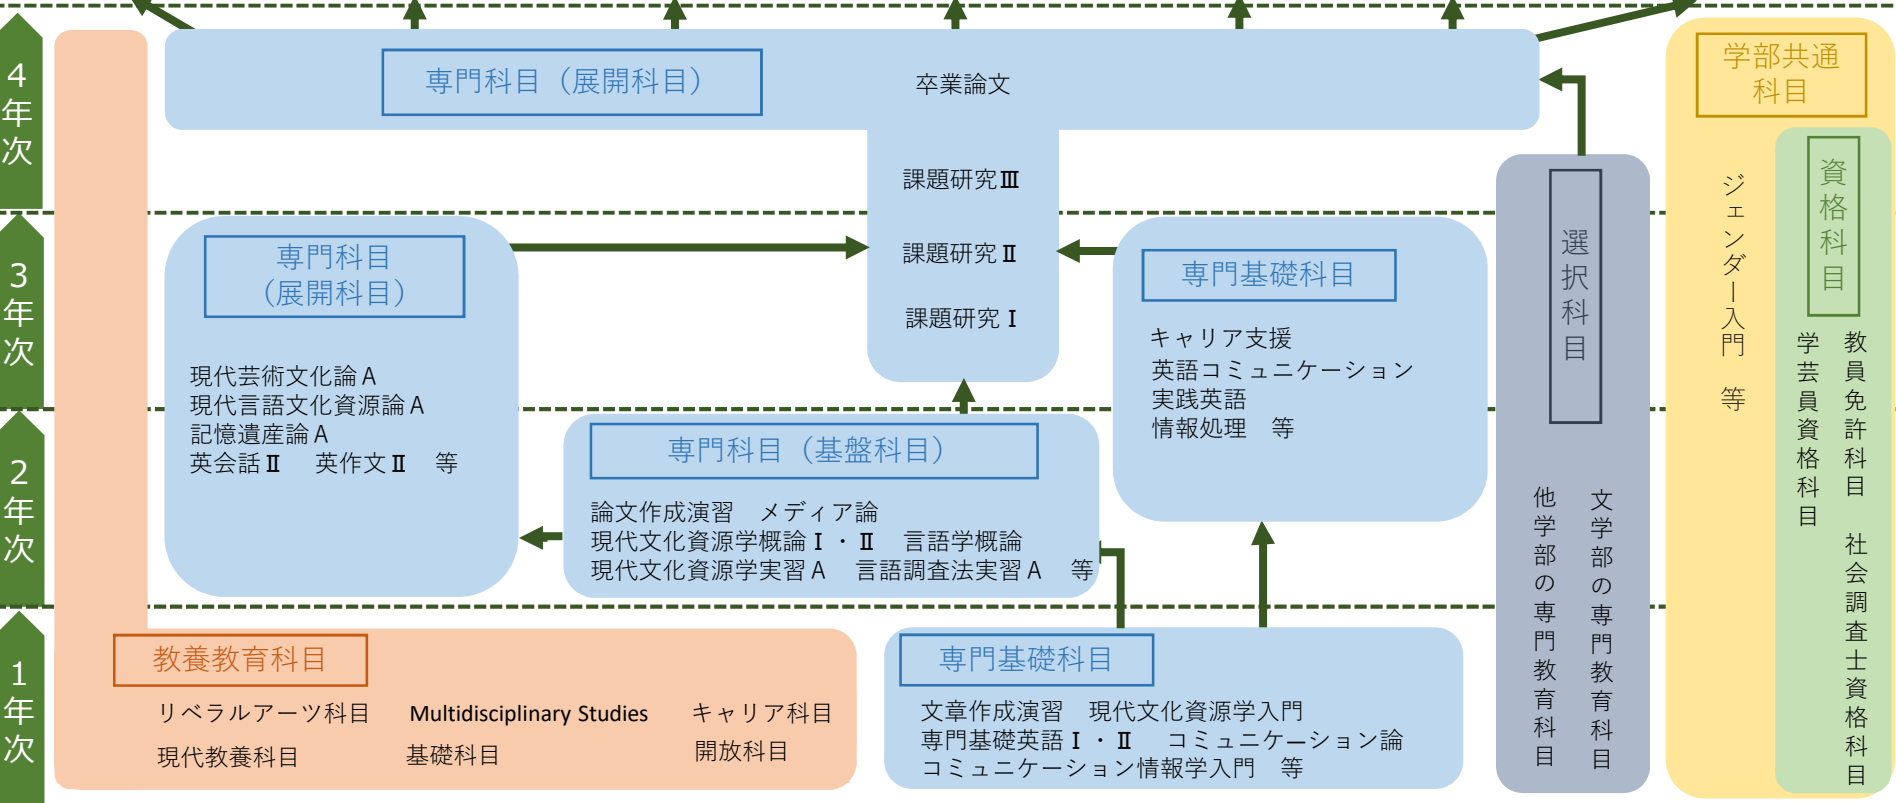 4年次
専門科目（展開科目）
卒業論文
課題研究Ⅲ
3年次
専門科目
（展開科目）
現代芸術文化論A
現代言語文化資源論A
記憶遺産論A
英会話Ⅱ　英作文Ⅱ　等
課題研究Ⅱ
課題研究Ⅰ
専門基礎科目
キャリア支援
英語コミュニケーション
実践英語
情報処理　等
2年次
専門科目（基盤科目）
論文作成演習　メディア論
現代文化資源学概論Ⅰ・Ⅱ　言語学概論
現代文化資源学実習A　言語調査法実習A　等
1年次
教養教育科目
リベラルアーツ科目　Multidisciplinary Studies　キャリア科目
現代教養科目　基礎科目　開放科目
専門基礎科目
文章作成演習　現代文化資源学入門
専門基礎英語Ⅰ・Ⅱ　コミュニケーション論
コミュニケーション情報学入門　等
選択科目
文学部の専門教育科目
他学部の専門教育科目
学部共通
科目
ジェンダー入門　等
資格科目
教員免許科目　社会調査士資格科目
学芸員資格科目